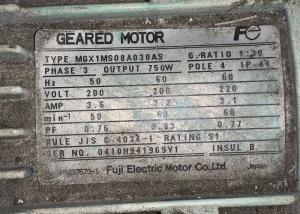 GEARED MOTOR Fe
TYPE MGX1MS08A030AS G.RATIO 1:30
PHASE 3 OUTPUT 750W POLE 4 IP-44
Hz 50 60 60
VOLT 200 200 220
AMP 3.6 3.2 3.1
min-1 50 60 60
PF 0.76 0.83 0.77
RULE JIS C 4034-1 RATING S1
SER NO. 0410H941969Y1 INSUL B
Fuji Electric Motor Co.,Ltd. Japan